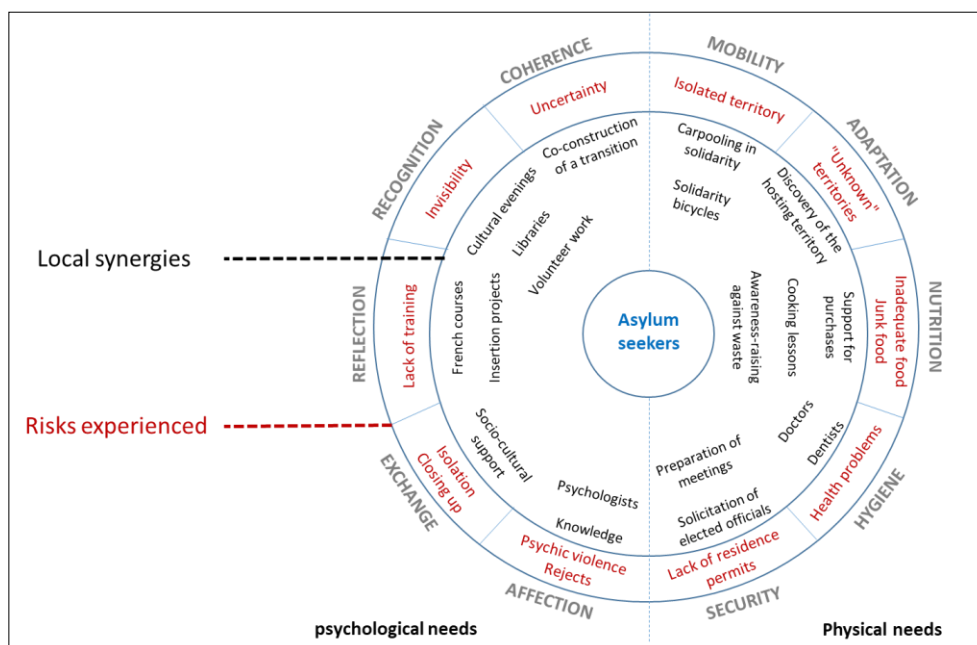 COHERENCE
MOBILITY
Uncertainty
Isolated territory
RECOGNITION
ADAPTATION
Invisibility
"Unknown"
territories
Co-construction
of a transition
Carpooling in
solidarity
Cultural evenings
Libraries
Volunteer work
Solidarity
bicycles
Discovery of the
hosting territory
Local synergies
REFLECTION
Lack of training
French courses
Insertion projects
Asylum
seekers
Awareness-raising
against waste
Cooking lessons
Support for
purchases
Inadequate food
Junk food
NUTRITION
Risks experienced
EXCHANGE
Isolation
Closing up
Socio-cultural
support
Psychologists
Knowledge
Preparation of
meetings
Solicitation of
elected officials
Doctors
Dentists
Health problems
HYGIENE
Psychic violence
Rejects
Lack of residence
permits
AFFECTION
SECURITY
psychological needs
Physical needs